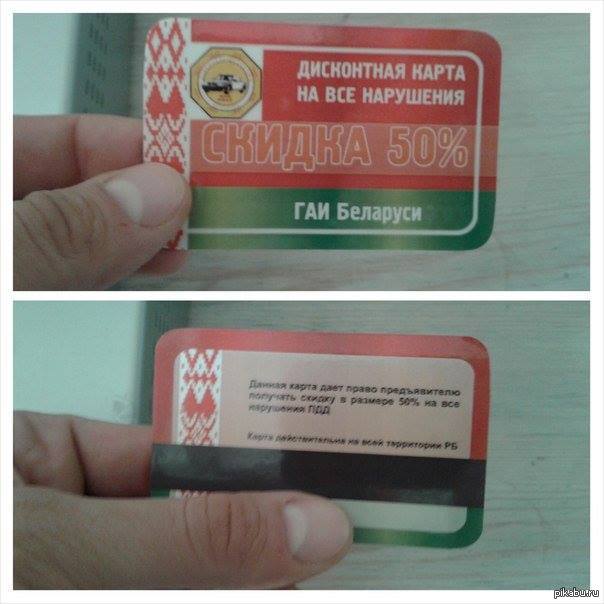 ДИСКОНТНАЯ КАРТА
НА ВСЕ НАРУШЕНИЯ
СКИДКА 50%
ГАИ Беларуси
Данная карта дает право предъявителю
получать скидку в размере 50% на все
нарушения ПДД
Карта действительна на всей территории РБ
pikabu.ru